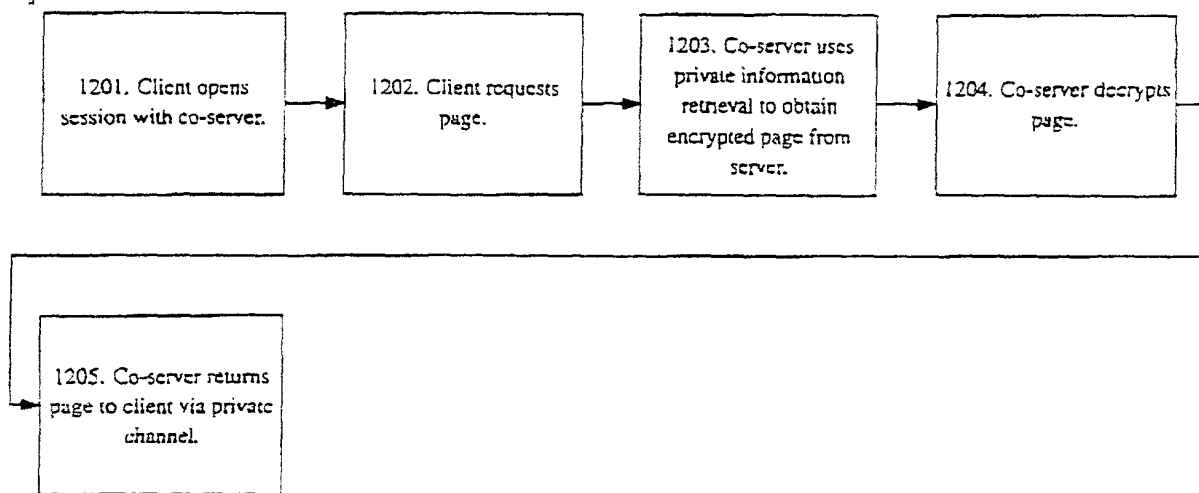 1201. Client opens
session with co-server.
1202. Client requests
page.
1203. Co-server uses
private information
retrieval to obtain
encrypted page from
server.
1204. Co-server decrypts
page.
1205. Co-server returns
page to client via private
channel.